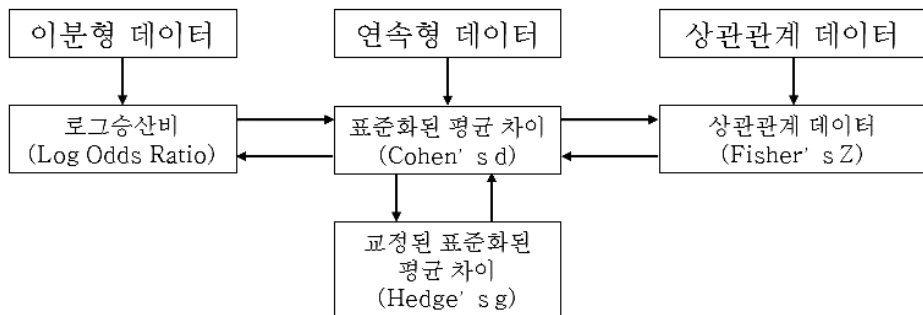 이분형 데이터
연속형 데이터
상관관계 데이터
로그승산비
(Log Odds Ratio)
표준화된 평균 차이
(Cohen’s d)
상관관계 데이터
(Fisher’s Z)
교정된 표준화된
평균 차이
(Hedge’s g)